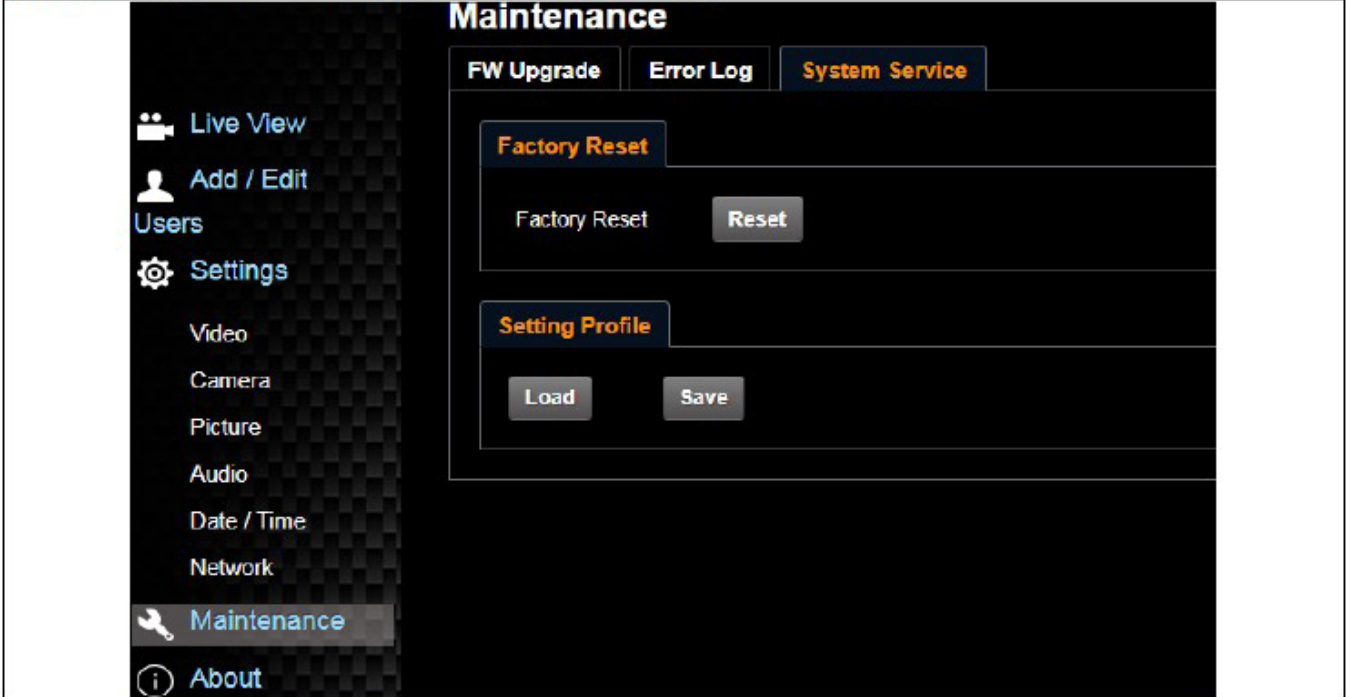 Maintenance
FW Upgrade Error Log System Service
Live View
Add / Edit
Users
Settings
Video
Camera
Picture
Audio
Date / Time
Network
Maintenance
About
Factory Reset
Factory Reset Reset
Setting Profile
Load Save